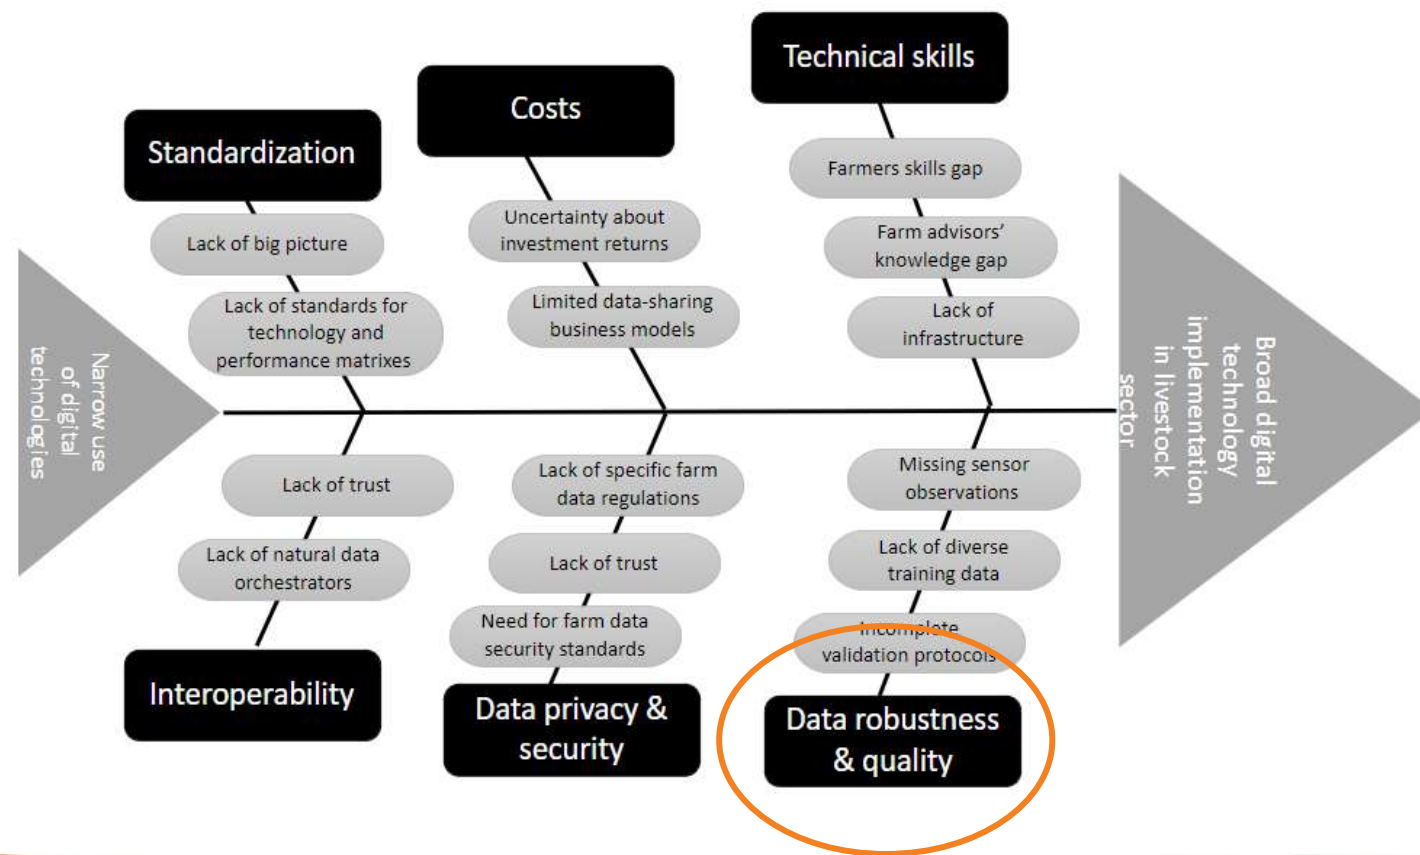 Technical skills
Costs
Standardization
Farmers skills gap
Uncertainty about
investment returns
Farm advisors’
knowledge gap
Lack of big picture
Lack of standards for
technology and
performance matrixes
Limited data-sharing
business models
Lack of
infrastructure
Narrow use
of digital
technologies
Broad digital
technology
implementation
in livestock
sector
Lack of trust
Lack of natural data
orchestrators
Interoperability
Lack of specific farm
data regulations
Lack of trust
Need for farm data
security standards
Data privacy &
security
Missing sensor
observations
Lack of diverse
training data
Incomplete
validation protocols
Data robustness
& quality